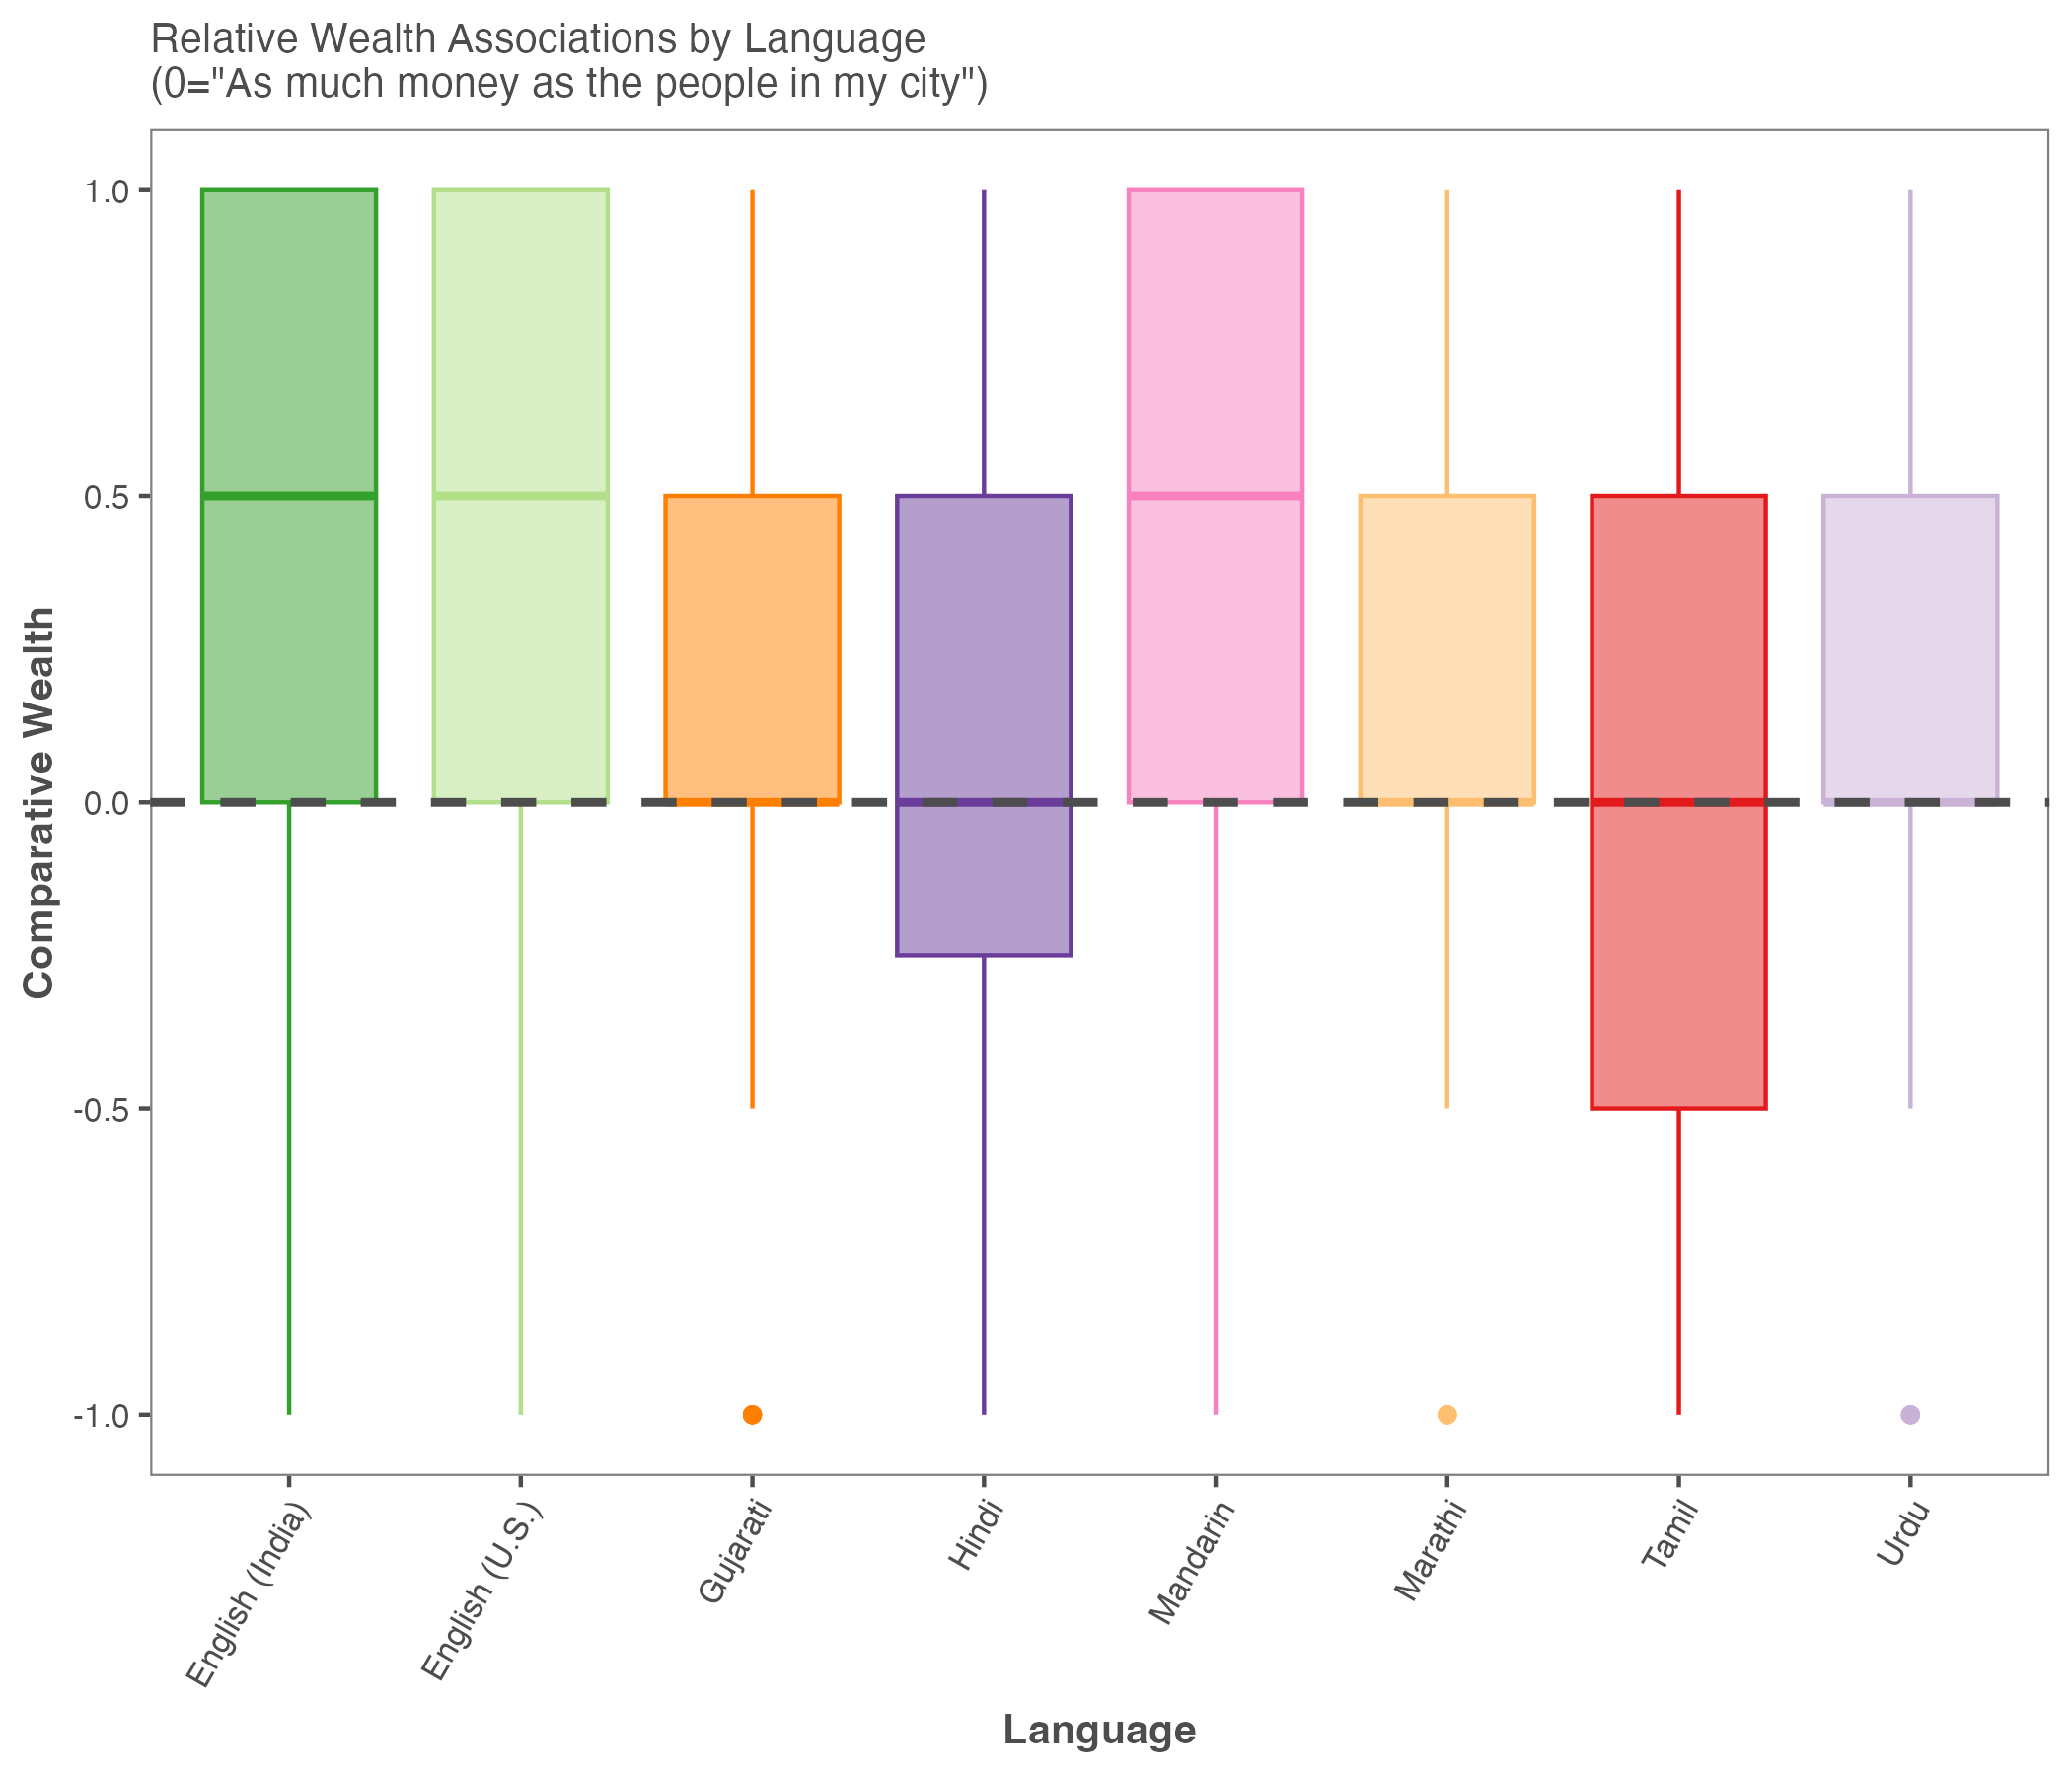 Relative Wealth Associations by Language
(0="As much money as the people in my city")
Comparative Wealth
1.0
0.5
0.0
-0.5
-1.0
English (India)
English (U.S.)
Gujarati
Hindi
Mandarin
Marathi
Tamil
Urdu
Language